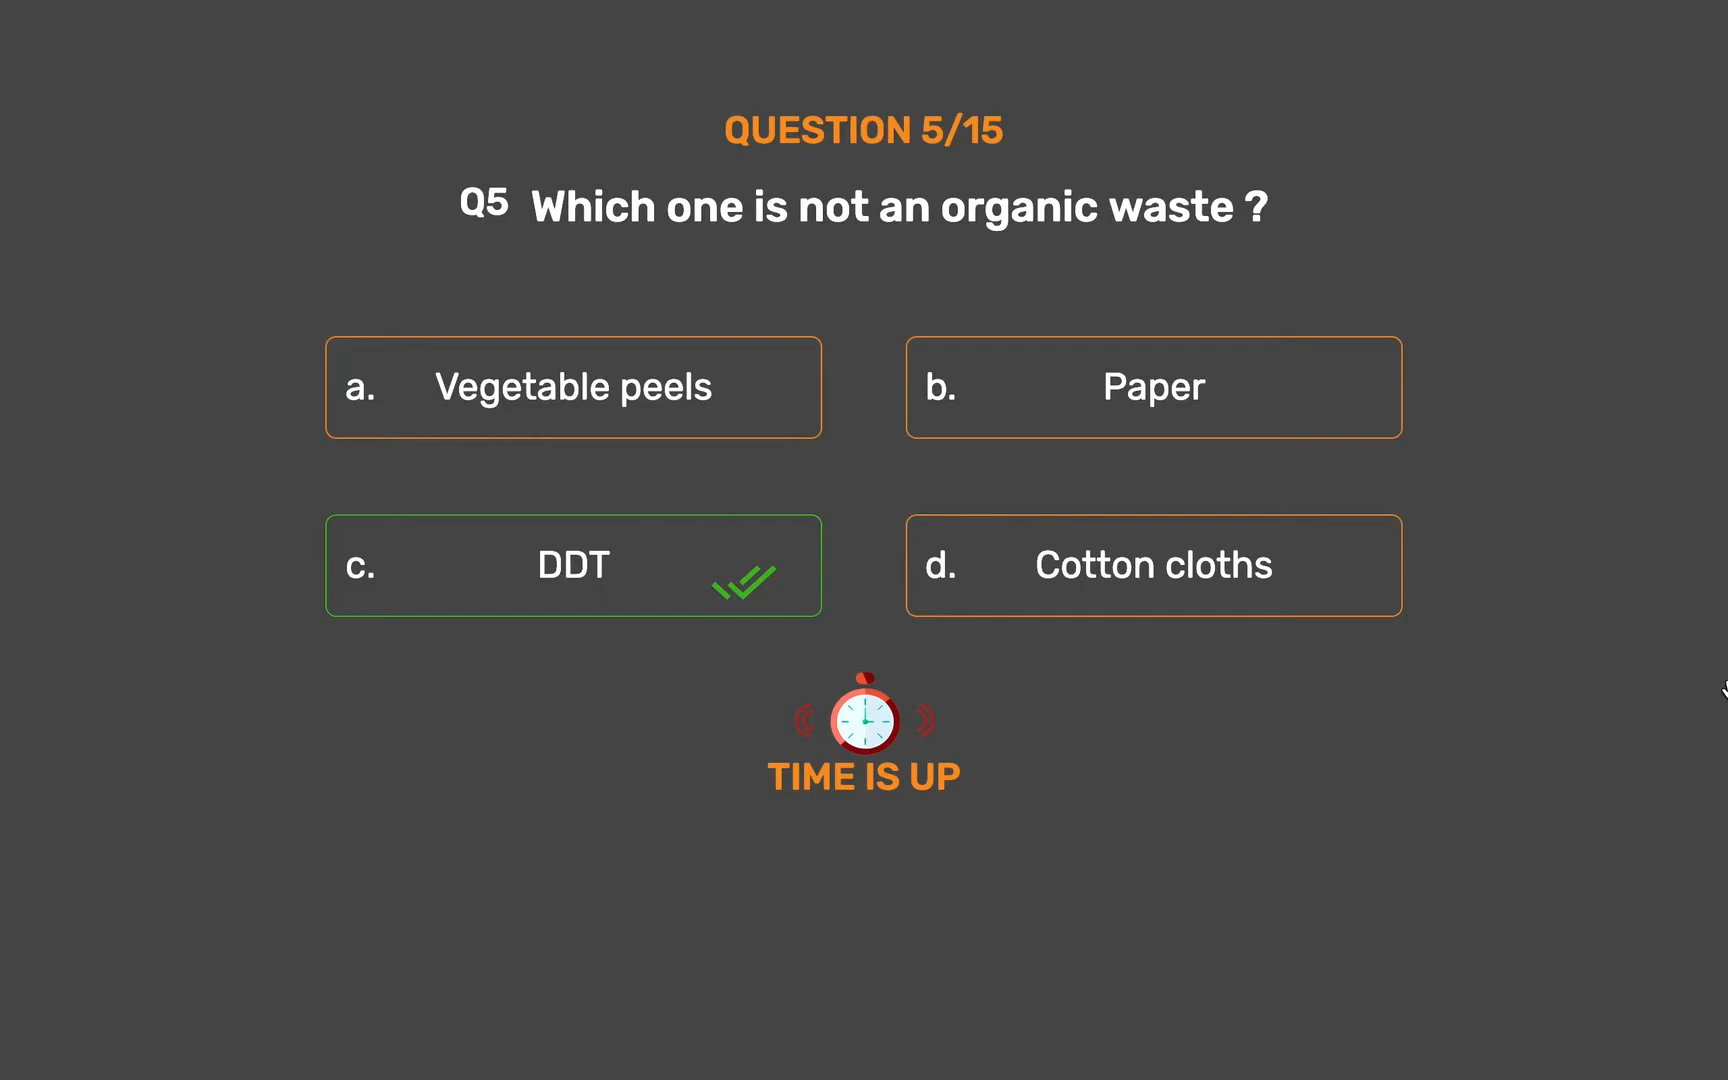 QUESTION 5/15
Q5 Which one is not an organic waste ?
a. Vegetable peels
b. Paper
c. DDT
d. Cotton cloths
TIME IS UP